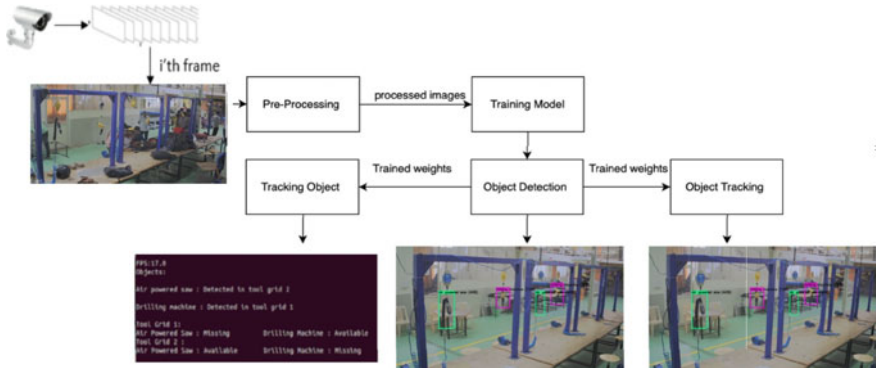 i'th frame
Pre-Processing
processed images
Training Model
Trained weights
Trained weights
Tracking Object
Object Detection
Object Tracking
FPS:17.0
Objects:
Air powered saw : Detected in tool grid 2
Drilling machine : Detected in tool grid 1
Tool Grid 1:
Air Powered Saw : Missing Drilling Machine : Available
Tool Grid 2 :
Air Powered Saw : Available Drilling Machine : Missing